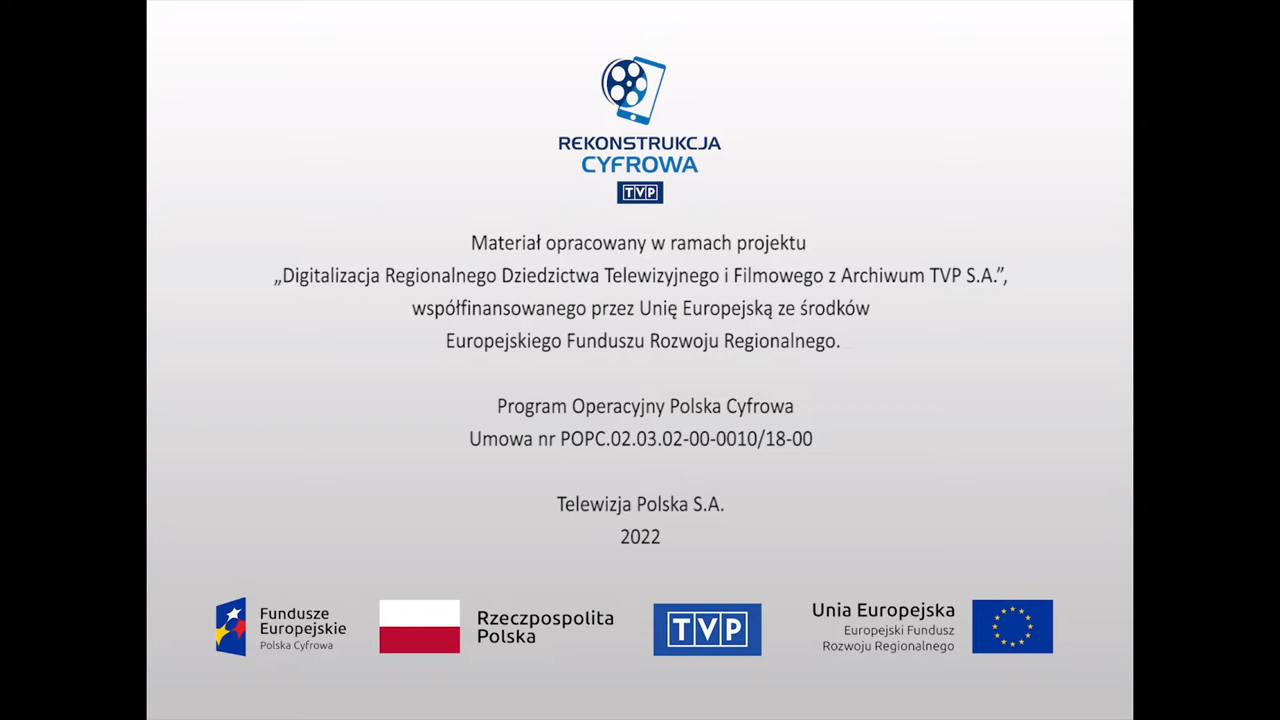 REKONSTRUKCJA
CYFROWA
TVP
Materiał opracowany w ramach projektu
„Digitalizacja Regionalnego Dziedzictwa Telewizyjnego i Filmowego z Archiwum TVP S.A.”,
współfinansowanego przez Unię Europejską ze środków
Europejskiego Funduszu Rozwoju Regionalnego.
Program Operacyjny Polska Cyfrowa
Umowa nr POPC.02.03.02-00-0010/18-00
Telewizja Polska S.A.
2022
Fundusze
Europejskie
Polska Cyfrowa
Rzeczpospolita
Polska
TVP
Unia Europejska
Europejski Fundusz
Rozwoju Regionalnego